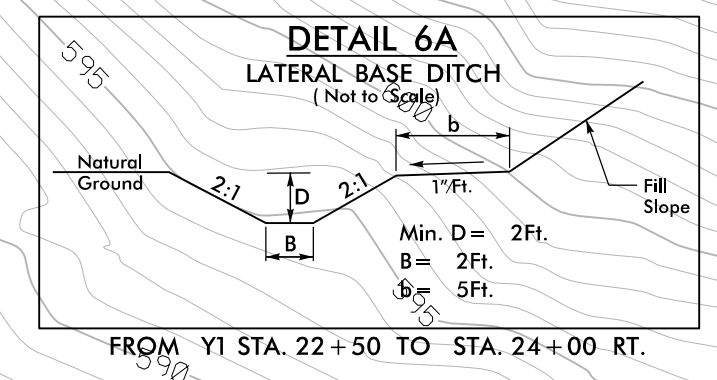 595
DETAIL 6A
LATERAL BASE DITCH
( Not to Scale)
600
b
Natural
Ground
2:1
D
2:1
1"/Ft.
Fill
Slope
B
Min. D = 2Ft.
B = 2Ft.
b = 5Ft.
595
FROM Y1 STA. 22+50 TO STA. 24+00 RT.
590